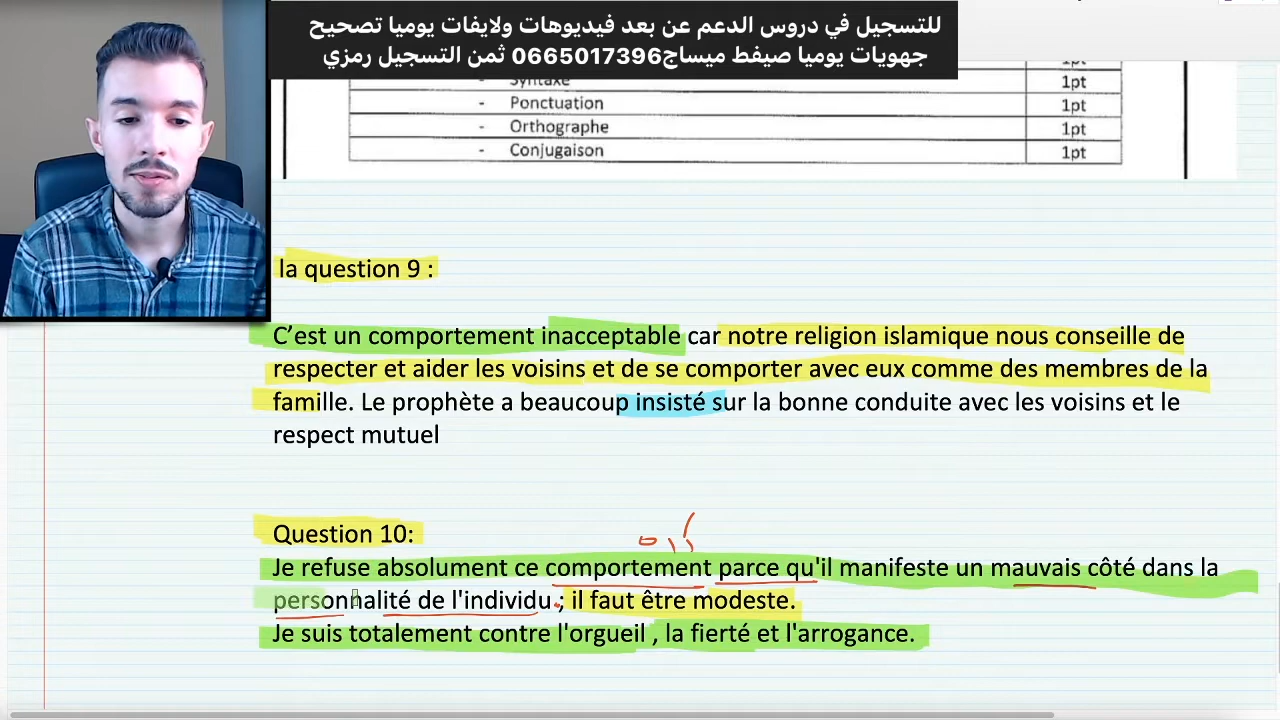 للتسجيل في دروس الدعم عن بعد فيديوهات ولايفات يوميا تصحيح
جهويات يوميا صيفط ميساج0665017396 ثمن التسجيل رمزي
- Syntaxe 1pt
- Ponctuation 1pt
- Orthographe 1pt
- Conjugaison 1pt
la question 9 :
C’est un comportement inacceptable car notre religion islamique nous conseille de
respecter et aider les voisins et de se comporter avec eux comme des membres de la
famille. Le prophète a beaucoup insisté sur la bonne conduite avec les voisins et le
respect mutuel
Question 10:
Je refuse absolument ce comportement parce qu'il manifeste un mauvais côté dans la
personnalité de l'individu.; il faut être modeste.
Je suis totalement contre l'orgueil , la fierté et l'arrogance.